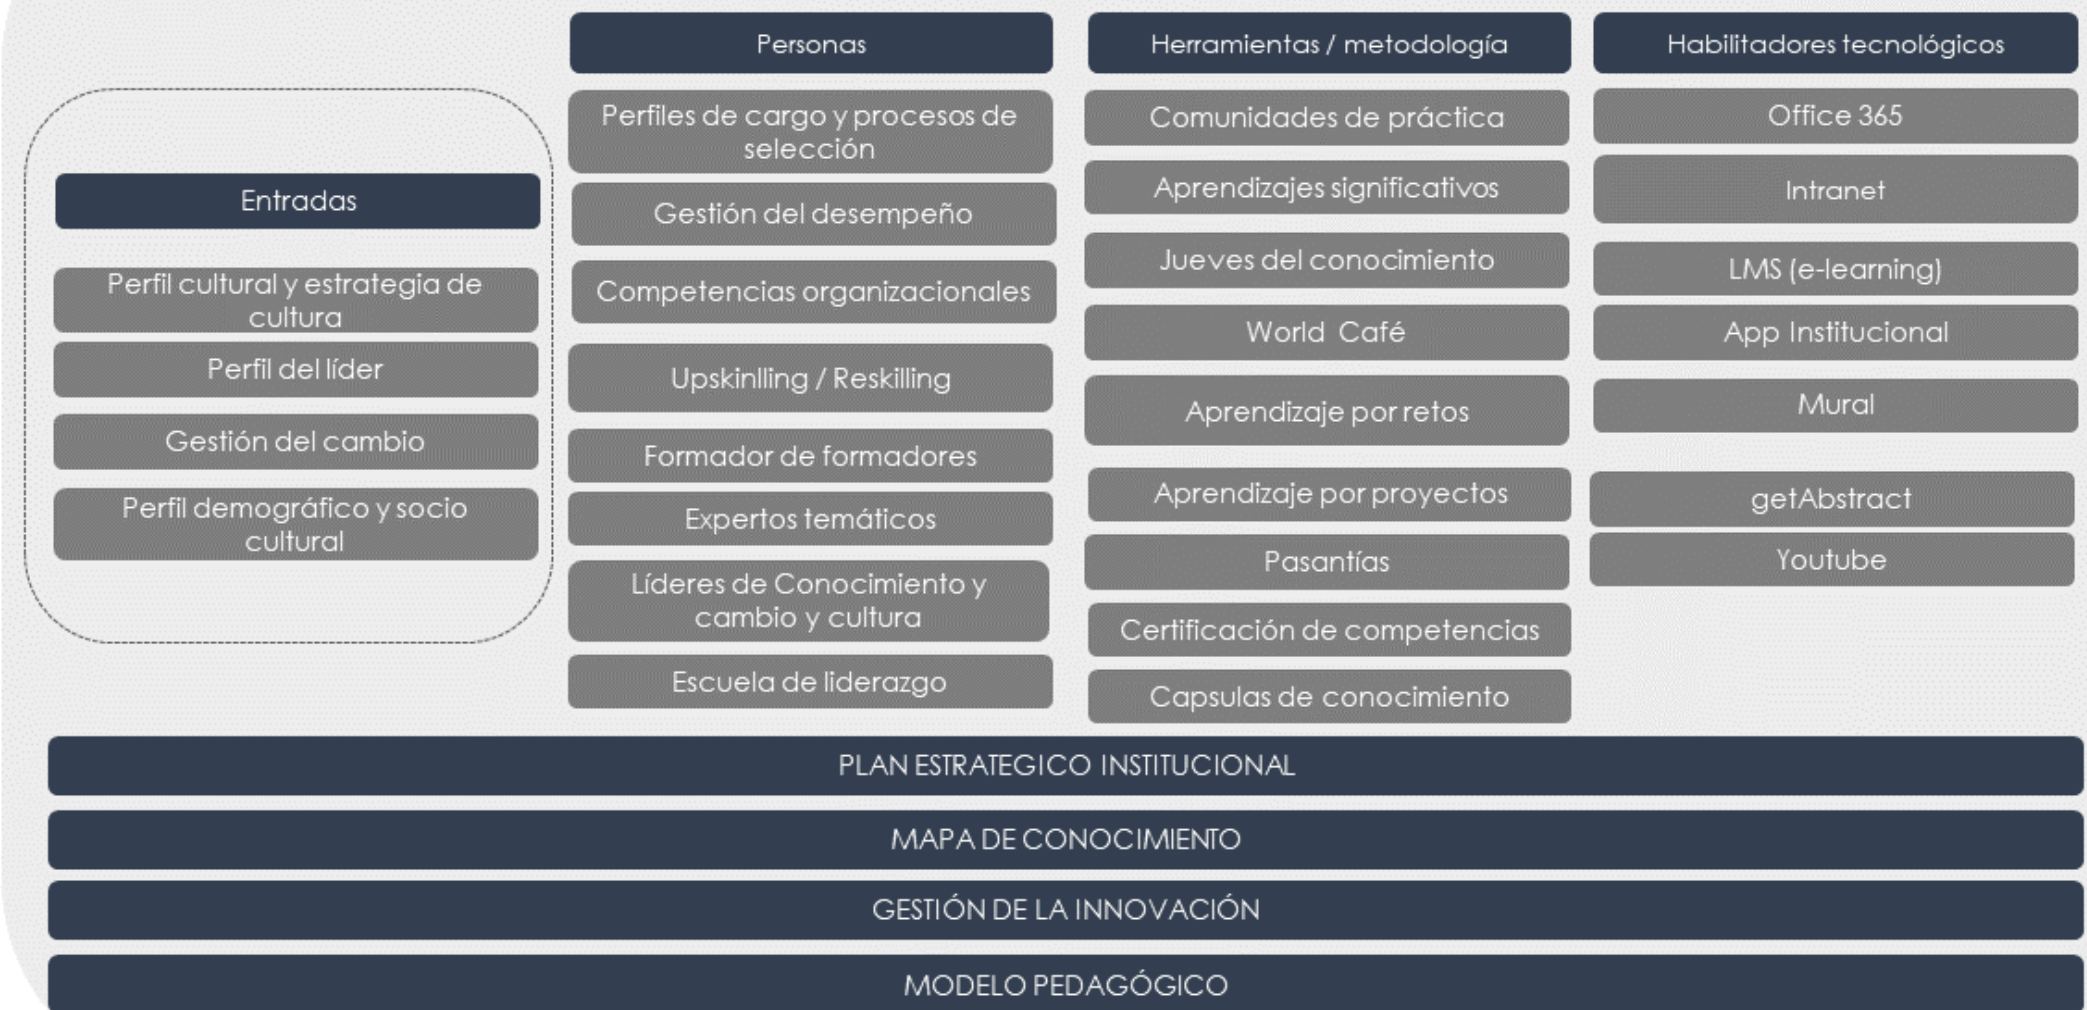 Entradas
Perfil cultural y estrategia de
cultura
Perfil del líder
Gestión del cambio
Perfil demográfico y socio
cultural
Personas
Perfiles de cargo y procesos de
selección
Gestión del desempeño
Competencias organizacionales
Upskinlling / Reskilling
Formador de formadores
Expertos temáticos
Líderes de Conocimiento y
cambio y cultura
Escuela de liderazgo
Herramientas / metodología
Comunidades de práctica
Aprendizajes significativos
Jueves del conocimiento
World Café
Aprendizaje por retos
Aprendizaje por proyectos
Pasantías
Certificación de competencias
Capsulas de conocimiento
Habilitadores tecnológicos
Office 365
Intranet
LMS (e-learning)
App Institucional
Mural
getAbstract
Youtube
PLAN ESTRATEGICO INSTITUCIONAL
MAPA DE CONOCIMIENTO
GESTIÓN DE LA INNOVACIÓN
MODELO PEDAGÓGICO